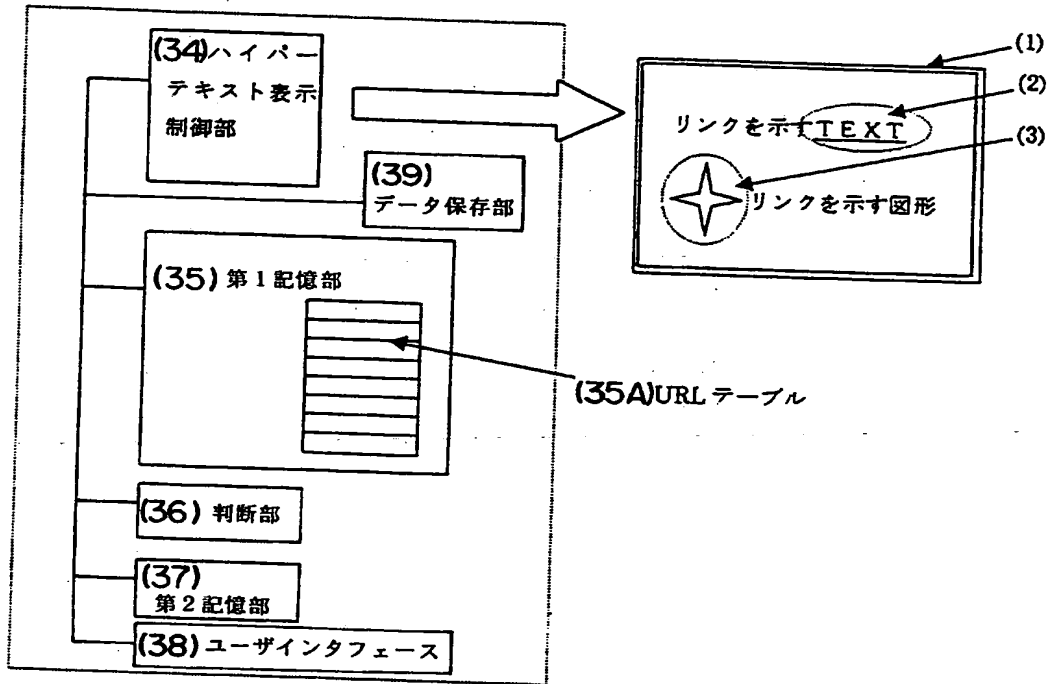 (34)ハイパー
テキスト表示
制御部
(39)
データ保存部
(35)第1記憶部
(35A)URLテーブル
(36)判断部
(37)
第2記憶部
(38)ユーザインタフェース
(1)
(2)
(3)
リンクを示すTEXT
リンクを示す図形